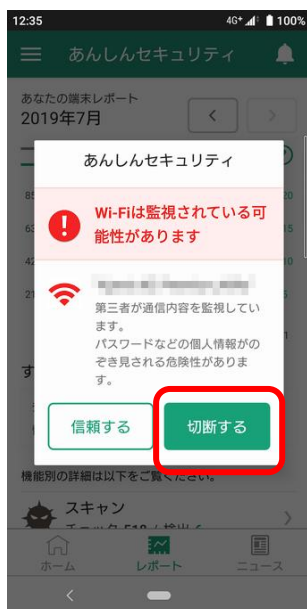 12:35
4G+
100%
あんしんセキュリティ
あなたの端末レポート
2019年7月
あんしんセキュリティ
Wi-Fiは監視されている可
能性があります
第三者が通信内容を監視してい
ます。
パスワードなどの個人情報がの
ぞき見される危険性がありま
す。
信頼する
切断する
機能別の詳細は以下をご覧ください。
スキャン
ホーム
レポート
ニュース